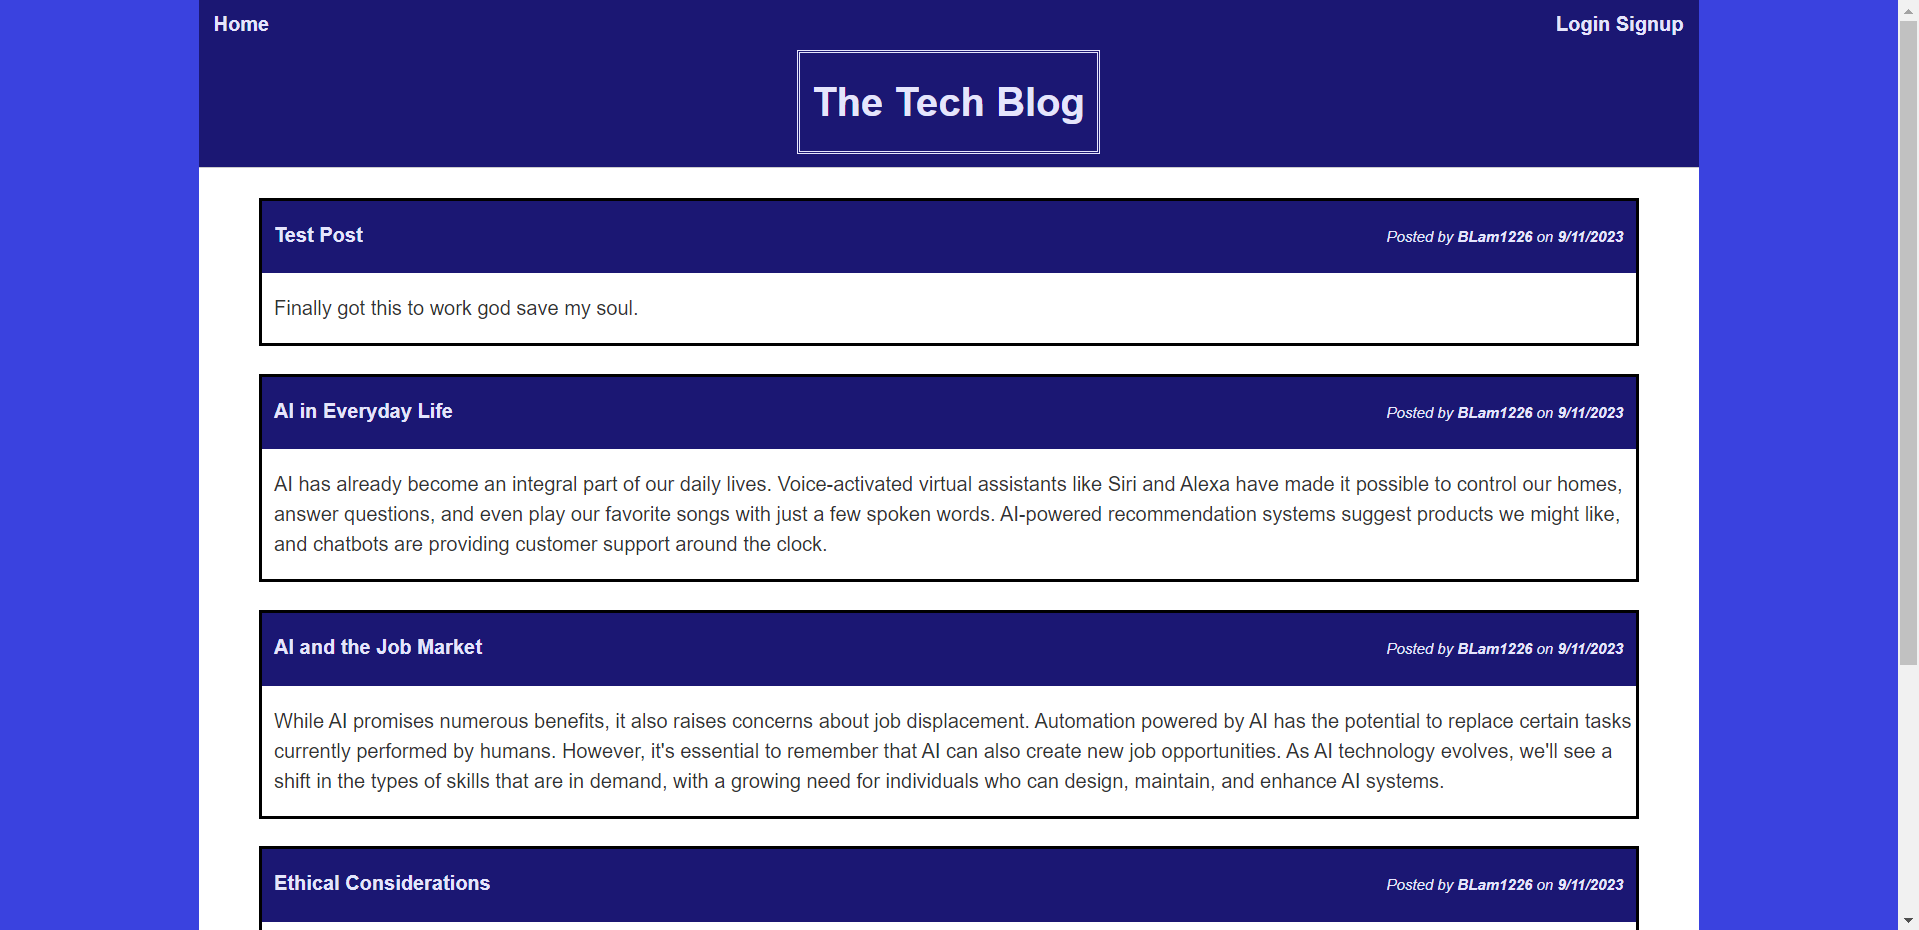 Home
Login Signup
The Tech Blog
Test Post
Posted by BLam1226 on 9/11/2023
Finally got this to work god save my soul.
AI in Everyday Life
Posted by BLam1226 on 9/11/2023
AI has already become an integral part of our daily lives. Voice-activated virtual assistants like Siri and Alexa have made it possible to control our homes,
answer questions, and even play our favorite songs with just a few spoken words. AI-powered recommendation systems suggest products we might like,
and chatbots are providing customer support around the clock.
AI and the Job Market
Posted by BLam1226 on 9/11/2023
While AI promises numerous benefits, it also raises concerns about job displacement. Automation powered by AI has the potential to replace certain tasks
currently performed by humans. However, it's essential to remember that AI can also create new job opportunities. As AI technology evolves, we'll see a
shift in the types of skills that are in demand, with a growing need for individuals who can design, maintain, and enhance AI systems.
Ethical Considerations
Posted by BLam1226 on 9/11/2023